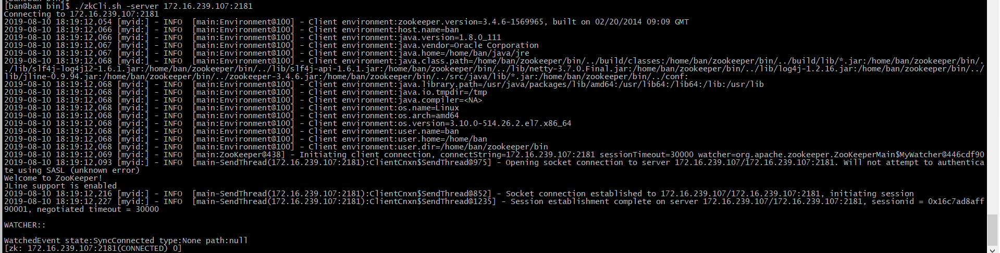 [ban@ban bin]$ ./zkCli.sh -server 172.16.239.107:2181
Connecting to 172.16.239.107:2181
2019-08-10 18:19:12,054 [myid:] - INFO  [main:Environment@100] - Client environment:zookeeper.version=3.4.6-1569965, built on 02/20/2014 09:09 GMT
2019-08-10 18:19:12,066 [myid:] - INFO  [main:Environment@100] - Client environment:host.name=ban
2019-08-10 18:19:12,066 [myid:] - INFO  [main:Environment@100] - Client environment:java.version=1.8.0_111
2019-08-10 18:19:12,067 [myid:] - INFO  [main:Environment@100] - Client environment:java.vendor=Oracle Corporation
2019-08-10 18:19:12,067 [myid:] - INFO  [main:Environment@100] - Client environment:java.home=/home/ban/java/jre
2019-08-10 18:19:12,068 [myid:] - INFO  [main:Environment@100] - Client environment:java.class.path=/home/ban/zookeeper/bin/../build/classes:/home/ban/zookeeper/bin/../build/lib/*.jar:/home/ban/zookeeper/bin/.
./lib/slf4j-log4j12-1.6.1.jar:/home/ban/zookeeper/bin/../lib/slf4j-api-1.6.1.jar:/home/ban/zookeeper/bin/../lib/netty-3.7.0.Final.jar:/home/ban/zookeeper/bin/../lib/log4j-1.2.16.jar:/home/ban/zookeeper/bin/../
lib/jline-0.9.94.jar:/home/ban/zookeeper/bin/../zookeeper-3.4.6.jar:/home/ban/zookeeper/bin/../src/java/lib/*.jar:/home/ban/zookeeper/bin/../conf:
2019-08-10 18:19:12,068 [myid:] - INFO  [main:Environment@100] - Client environment:java.library.path=/usr/java/packages/lib/amd64:/usr/lib64:/lib64:/lib:/usr/lib
2019-08-10 18:19:12,068 [myid:] - INFO  [main:Environment@100] - Client environment:java.io.tmpdir=/tmp
2019-08-10 18:19:12,068 [myid:] - INFO  [main:Environment@100] - Client environment:java.compiler=<NA>
2019-08-10 18:19:12,068 [myid:] - INFO  [main:Environment@100] - Client environment:os.name=Linux
2019-08-10 18:19:12,068 [myid:] - INFO  [main:Environment@100] - Client environment:os.arch=amd64
2019-08-10 18:19:12,068 [myid:] - INFO  [main:Environment@100] - Client environment:os.version=3.10.0-514.26.2.el7.x86_64
2019-08-10 18:19:12,068 [myid:] - INFO  [main:Environment@100] - Client environment:user.name=ban
2019-08-10 18:19:12,068 [myid:] - INFO  [main:Environment@100] - Client environment:user.home=/home/ban
2019-08-10 18:19:12,068 [myid:] - INFO  [main:Environment@100] - Client environment:user.dir=/home/ban/zookeeper/bin
2019-08-10 18:19:12,069 [myid:] - INFO  [main:ZooKeeper@438] - Initiating client connection, connectString=172.16.239.107:2181 sessionTimeout=30000 watcher=org.apache.zookeeper.ZooKeeperMain$MyWatcher@446cdf90
2019-08-10 18:19:12,093 [myid:] - INFO  [main-SendThread(172.16.239.107:2181):ClientCnxn$SendThread@975] - Opening socket connection to server 172.16.239.107/172.16.239.107:2181. Will not attempt to authentica
te using SASL (unknown error)
Welcome to ZooKeeper!
JLine support is enabled
2019-08-10 18:19:12,216 [myid:] - INFO  [main-SendThread(172.16.239.107:2181):ClientCnxn$SendThread@852] - Socket connection established to 172.16.239.107/172.16.239.107:2181, initiating session
2019-08-10 18:19:12,227 [myid:] - INFO  [main-SendThread(172.16.239.107:2181):ClientCnxn$SendThread@1235] - Session establishment complete on server 172.16.239.107/172.16.239.107:2181, sessionid = 0x16c7ad8aff
90001, negotiated timeout = 30000
WATCHER::
WatchedEvent state:SyncConnected type:None path:null
[zk: 172.16.239.107:2181(CONNECTED) 0]